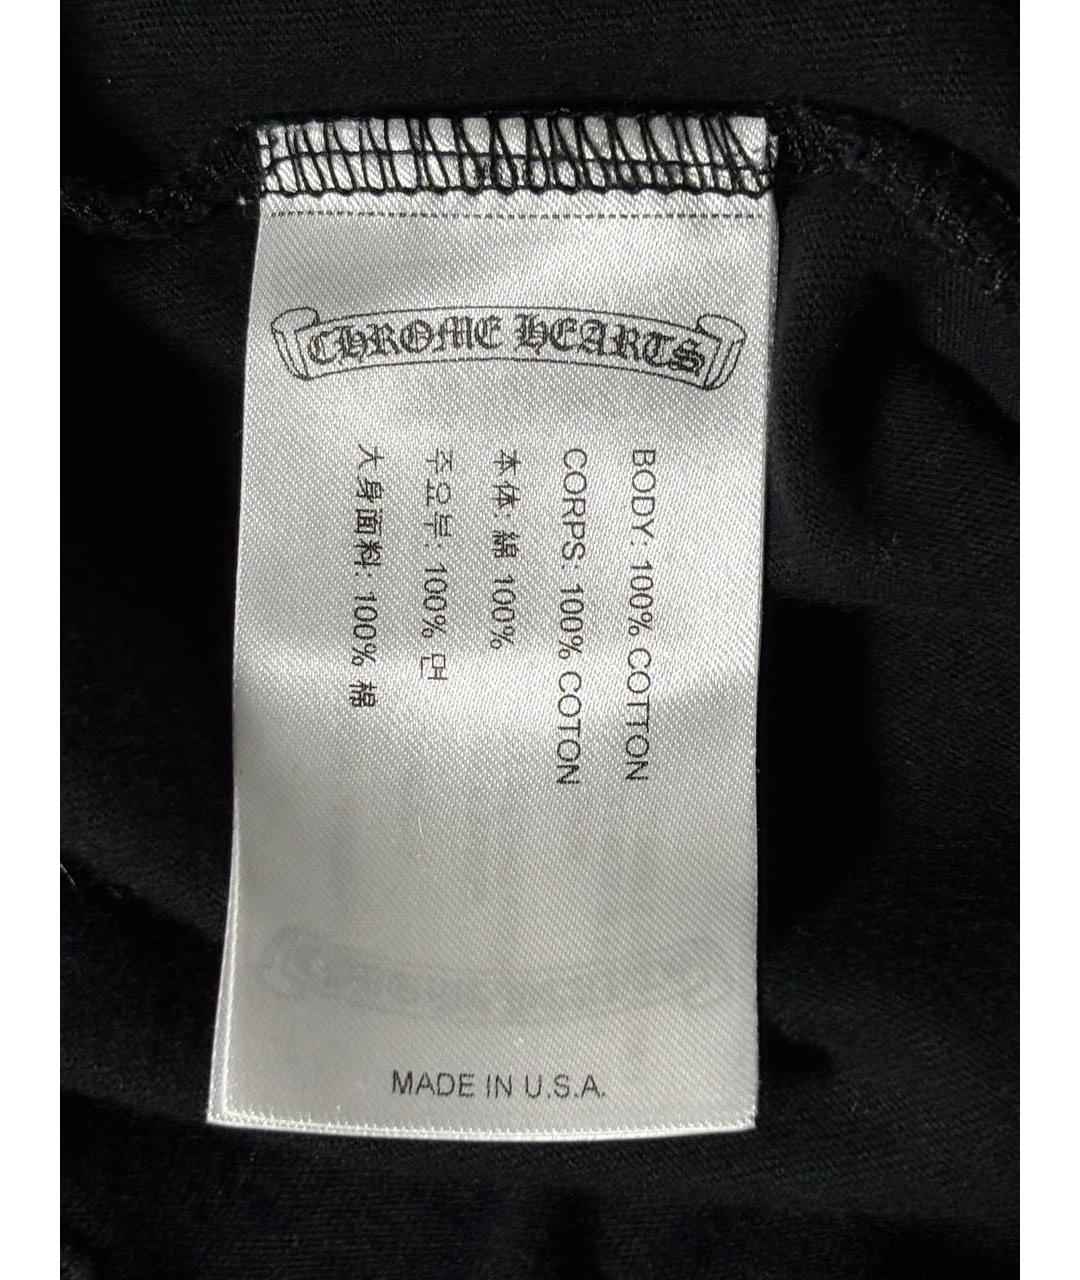 CHROME HEARTS
BODY: 100% COTTON
CORPS: 100% COTON
本体: 綿 100%
주요부: 100% 면
大身面料: 100% 棉
MADE IN U.S.A.